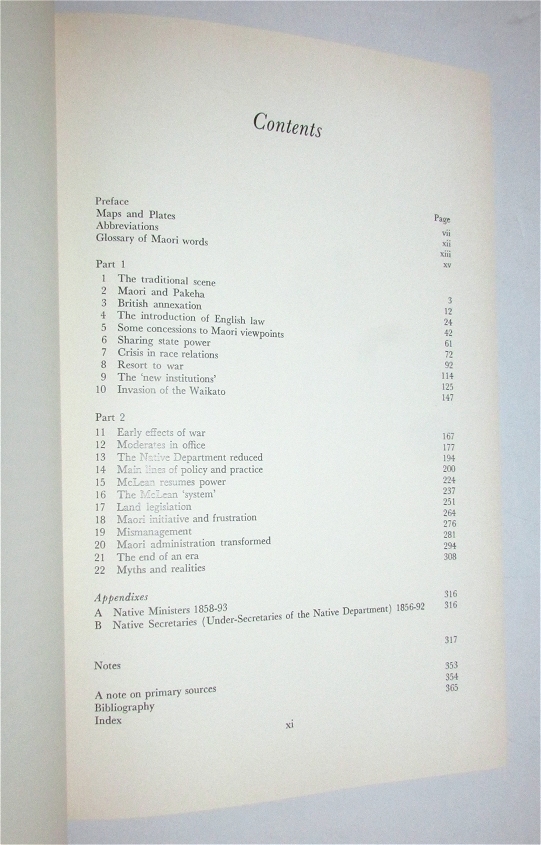 Contents
Page
Preface vii
Maps and Plates xii
Abbreviations xiii
Glossary of Maori words xv
Part 1
1 The traditional scene 3
2 Maori and Pakeha 12
3 British annexation 24
4 The introduction of English law 42
5 Some concessions to Maori viewpoints 61
6 Sharing state power 72
7 Crisis in race relations 92
8 Resort to war 114
9 The 'new institutions' 125
10 Invasion of the Waikato 147
Part 2
11 Early effects of war 167
12 Moderates in office 177
13 The Native Department reduced 194
14 Main lines of policy and practice 200
15 McLean resumes power 224
16 The McLean 'system' 237
17 Land legislation 251
18 Maori initiative and frustration 264
19 Mismanagement 276
20 Maori administration transformed 281
21 The end of an era 294
22 Myths and realities 308
Appendixes
A Native Ministers 1858-93 316
B Native Secretaries (Under-Secretaries of the Native Department) 1856-92 316
Notes 317
A note on primary sources 353
Bibliography 354
Index 365
xi